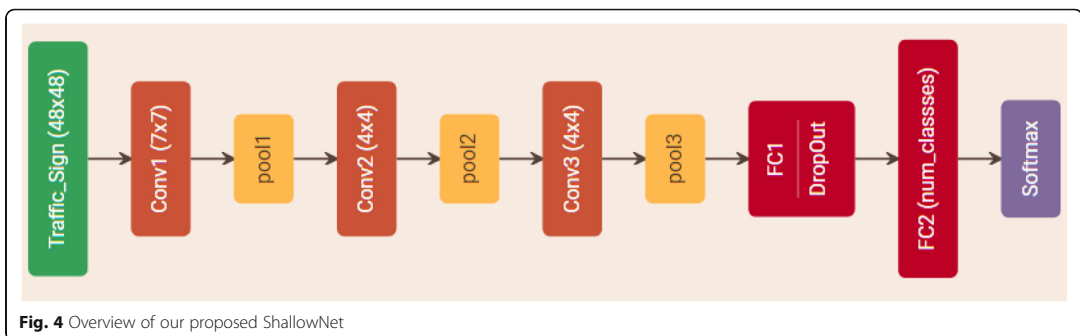 Traffic_Sign (48x48)
Conv1 (7x7)
pool1
Conv2 (4x4)
pool2
Conv3 (4x4)
pool3
FC1
DropOut
FC2 (num_classses)
Softmax
Fig. 4 Overview of our proposed ShallowNet